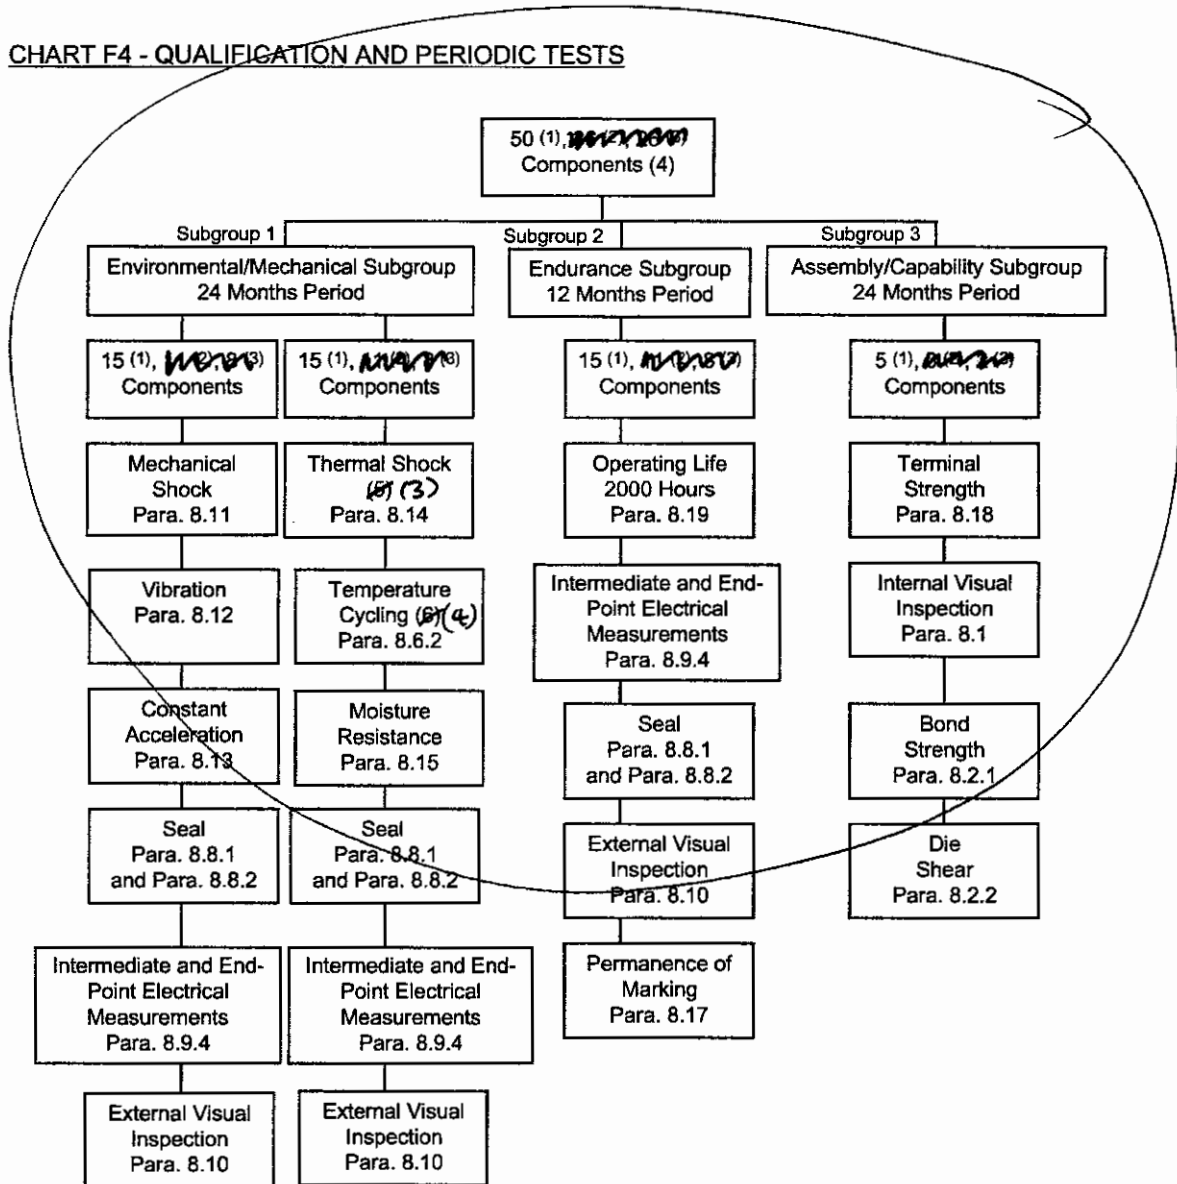 CHART F4 - QUALIFICATION AND PERIODIC TESTS
50 (1),
Components (4)
Subgroup 1
Environmental/Mechanical Subgroup
24 Months Period
15 (1),
Components
Mechanical
Shock
Para. 8.11
Vibration
Para. 8.12
Constant
Acceleration
Para. 8.13
Seal
Para. 8.8.1
and Para. 8.8.2
Intermediate and End-
Point Electrical
Measurements
Para. 8.9.4
External Visual
Inspection
Para. 8.10
15 (1),
Components
Thermal Shock
(5) (3)
Para. 8.14
Temperature
Cycling (6) (4)
Para. 8.6.2
Moisture
Resistance
Para. 8.15
Seal
Para. 8.8.1
and Para. 8.8.2
Intermediate and End-
Point Electrical
Measurements
Para. 8.9.4
External Visual
Inspection
Para. 8.10
Subgroup 2
Endurance Subgroup
12 Months Period
15 (1),
Components
Operating Life
2000 Hours
Para. 8.19
Intermediate and End-
Point Electrical
Measurements
Para. 8.9.4
Seal
Para. 8.8.1
and Para. 8.8.2
External Visual
Inspection
Para. 8.10
Permanence of
Marking
Para. 8.17
Subgroup 3
Assembly/Capability Subgroup
24 Months Period
5 (1),
Components
Terminal
Strength
Para. 8.18
Internal Visual
Inspection
Para. 8.1
Bond
Strength
Para. 8.2.1
Die
Shear
Para. 8.2.2